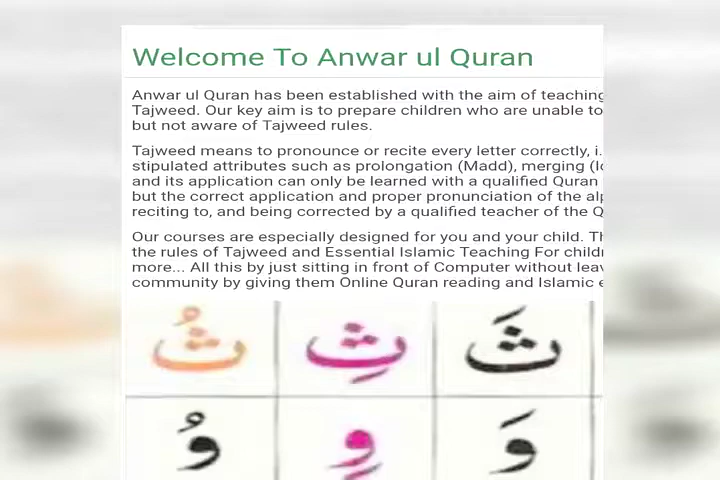 Welcome To Anwar ul Quran
Anwar ul Quran has been established with the aim of teaching
Tajweed. Our key aim is to prepare children who are unable to
but not aware of Tajweed rules.
Tajweed means to pronounce or recite every letter correctly, i.
stipulated attributes such as prolongation (Madd), merging
and its application can only be learned with a qualified Quran
but the correct application and proper pronunciation of the
reciting to, and being corrected by a qualified teacher of the Q
Our courses are especially designed for you and your child.
the rules of Tajweed and Essential Islamic Teaching For
more... All this by just sitting in front of Computer without
community by giving them Online Quran reading and Islamic
ثَ ثِ ثُ
وَ وِ وُ